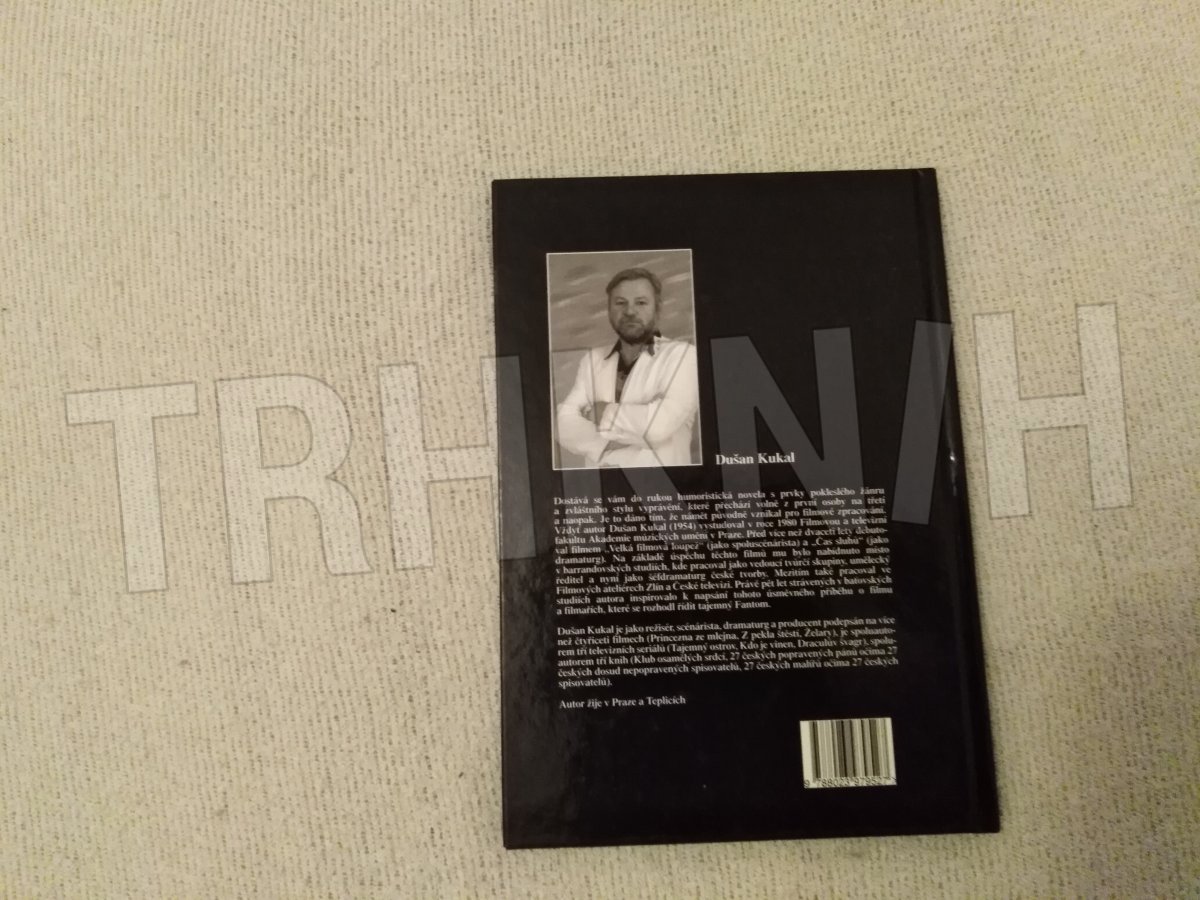 TRHKNIH
Dušan Kukal
Dostává se vám do rukou humoristická novela s prvky pokleslého žánru
a zvláštního stylu vyprávění, které přechází volně z první osoby na třetí
a naopak. Je to dáno tím, že námět původně vznikal pro filmové zpracování.
Vždyť autor Dušan Kukal (1954) vystudoval v roce 1980 Filmovou a televizní
fakultu Akademie múzických umění v Praze. Před více než dvaceti lety debuto-
val filmem „Velká filmová loupež“ (jako spoluscénárista) a „Čas sluhů“ (jako
dramaturg). Na základě úspěchu těchto filmů mu bylo nabídnuto místo
v barrandovských studiích, kde pracoval jako vedoucí tvůrčí skupiny, umělecký
ředitel a nyní jako šéfdramaturg české tvorby. Mezitím také pracoval ve
Filmových ateliérech Zlín a České televizi. Právě pět let strávených v baťovských
studiích autora inspirovalo k napsání tohoto úsměvného příběhu o filmu
a filmařích, které se rozhodl řídit tajemný Fantom.
Dušan Kukal je jako režisér, scénárista, dramaturg a producent podepsán na více
než čtyřiceti filmech (Princezna ze mlejna, Z pekla štěstí, Želary), je spoluauto-
rem tří televizních seriálů (Tajemný ostrov, Kdo je vinen, Draculův švagr), spolu-
autorem tří knih (Klub osamělých srdcí, 27 českých popravených pánů očima 27
českých dosud nepopravených spisovatelů, 27 českých malířů očima 27 českých
spisovatelů).
Autor žije v Praze a Teplicích